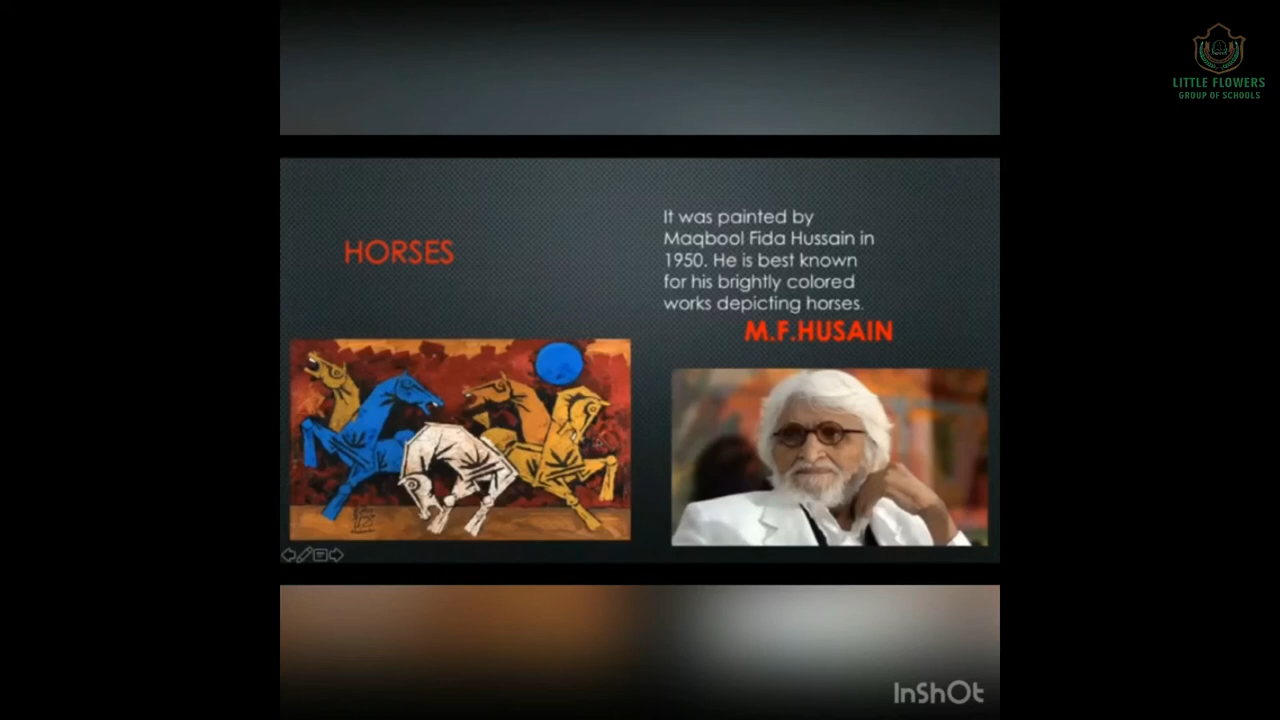 LITTLE FLOWERS
GROUP OF SCHOOLS
HORSES
It was painted by
Maqbool Fida Hussain in
1950. He is best known
for his brightly colored
works depicting horses.
M.F.HUSAIN
InShOt